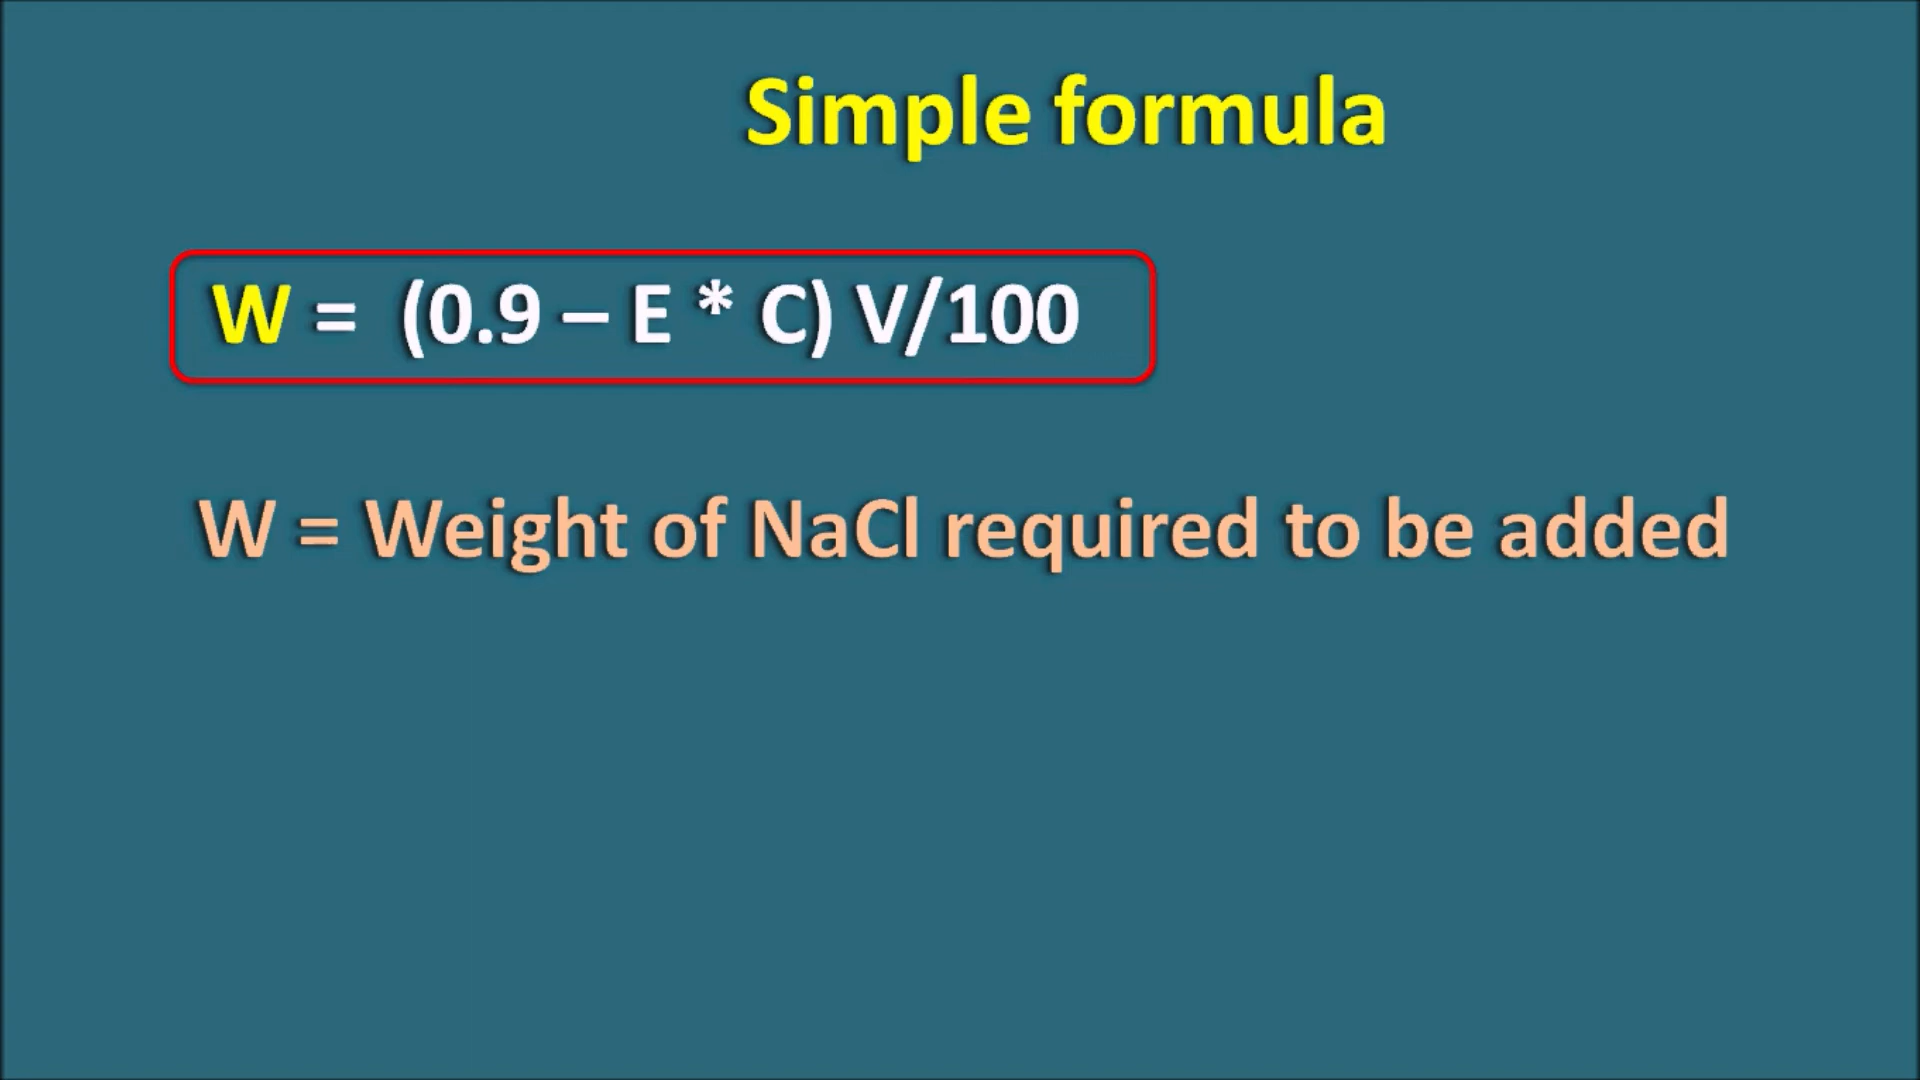 Simple formula
W = (0.9 – E * C) V/100
W = Weight of NaCl required to be added